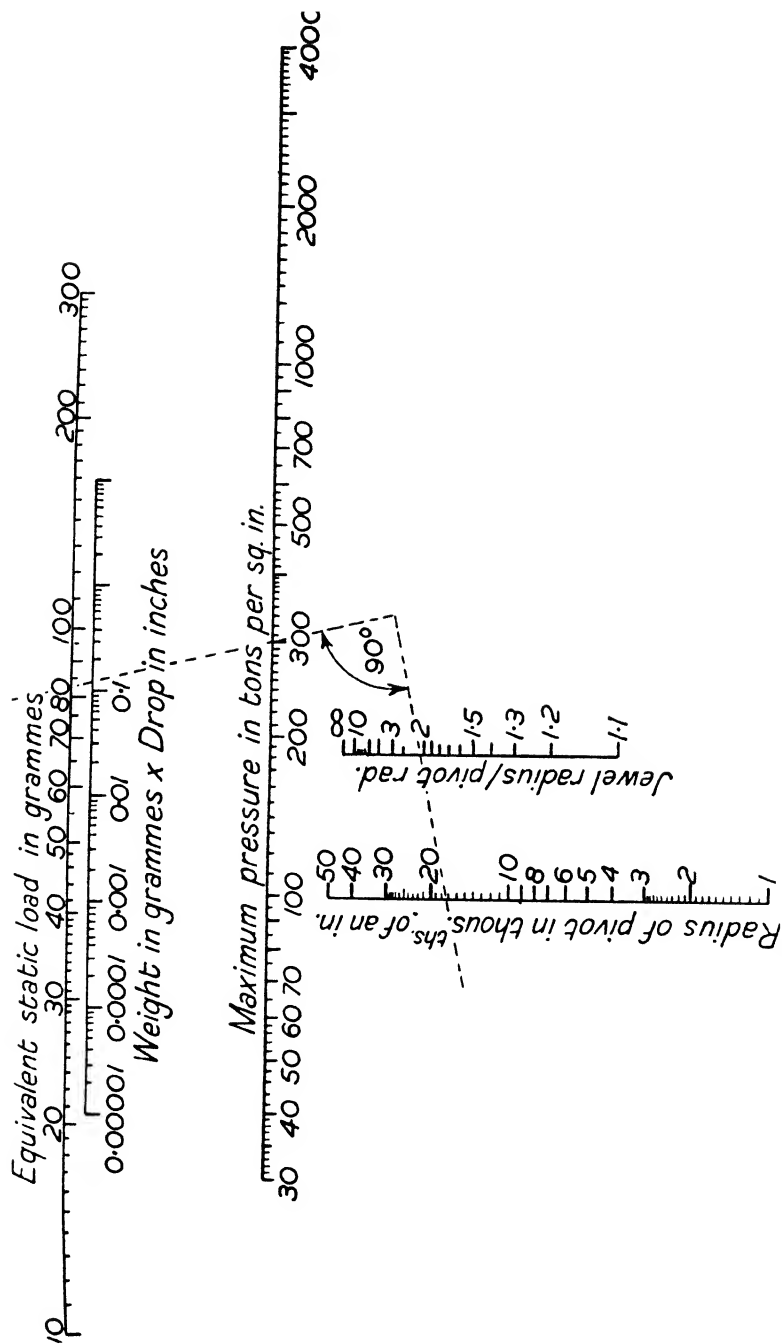 Equivalent static load in grammes
10 20 30 40 50 60 70 80 100 200 300
0·00001 0·0001 0·001 0·01 0·1
Weight in grammes x Drop in inches
Maximum pressure in tons per sq. in.
30 40 50 60 70 100 200 300 500 700 1000 2000 400C
90°
∞ 10 3 2 1·5 1·3 1·2 1·1
Jewel radius/pivot rad.
50 40 30 20 10 8 6 5 4 3 2 1
Radius of pivot in thous.ths. of an in.